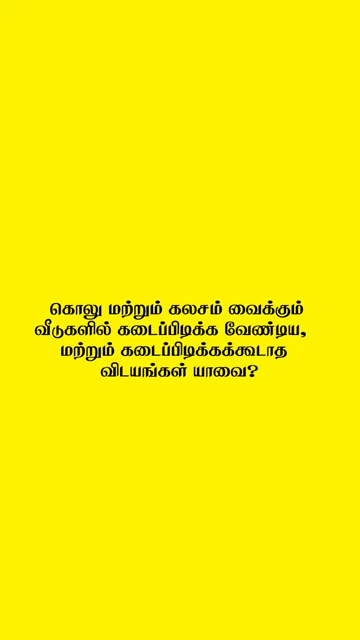 கொலு மற்றும் கலசம் வைக்கும்
வீடுகளில் கடைப்பிடிக்க வேண்டிய,
மற்றும் கடைப்பிடிக்கக்கூடாத
விடயங்கள் யாவை?